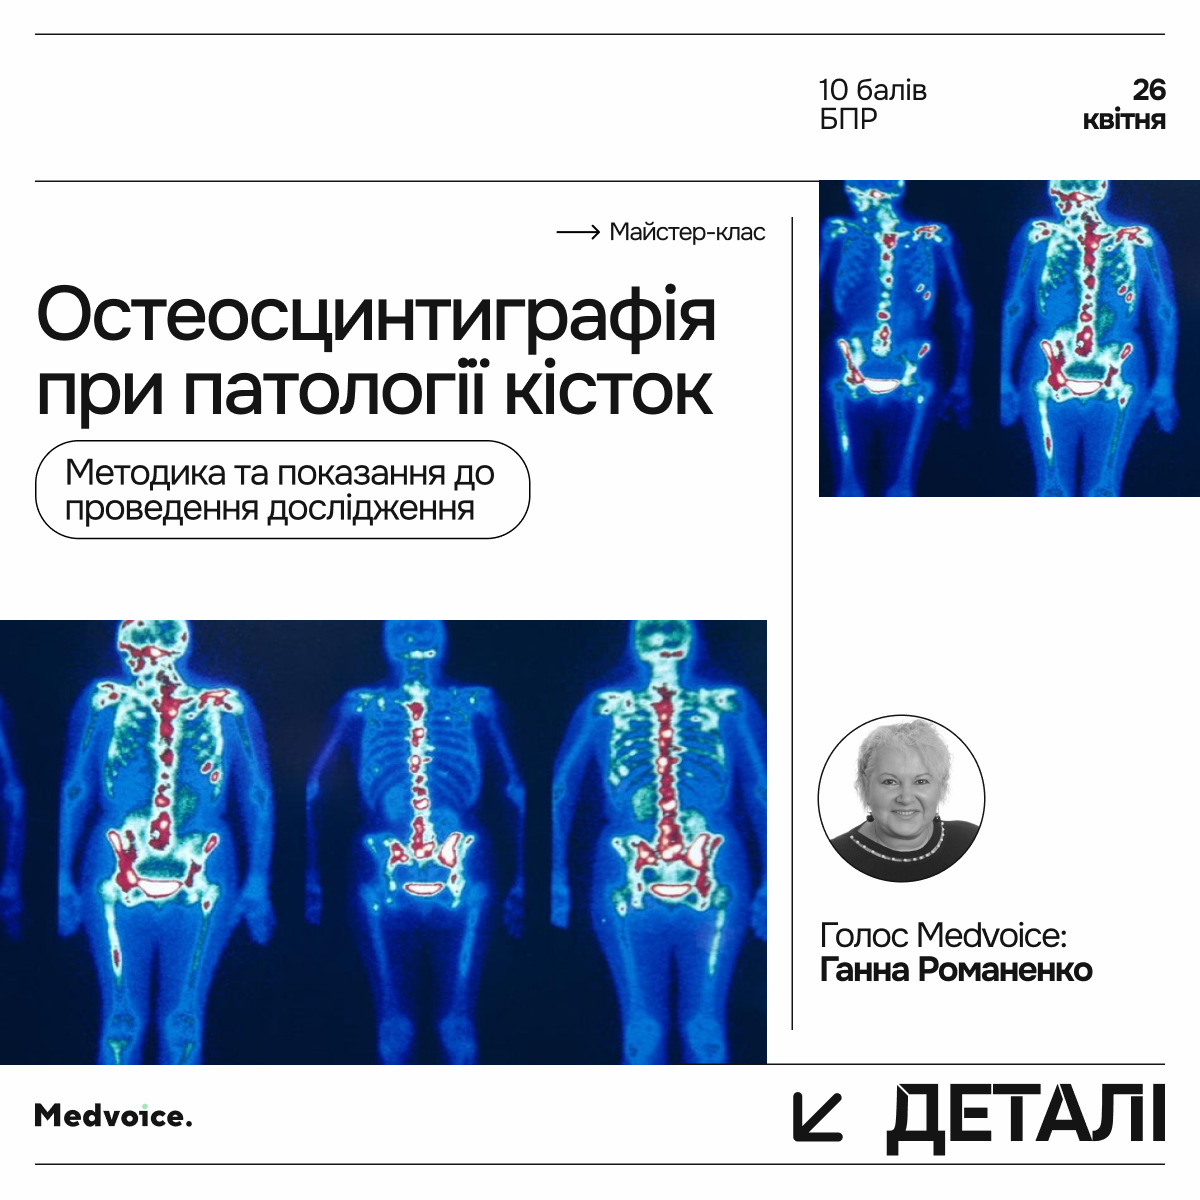 10 балів
БПР
26
квітня
Майстер-клас
Остеосцинтиграфія
при патології кісток
Методика та показання до
проведення дослідження
Голос Medvoice:
Ганна Романенко
Medvoice.
ДЕТАЛІ